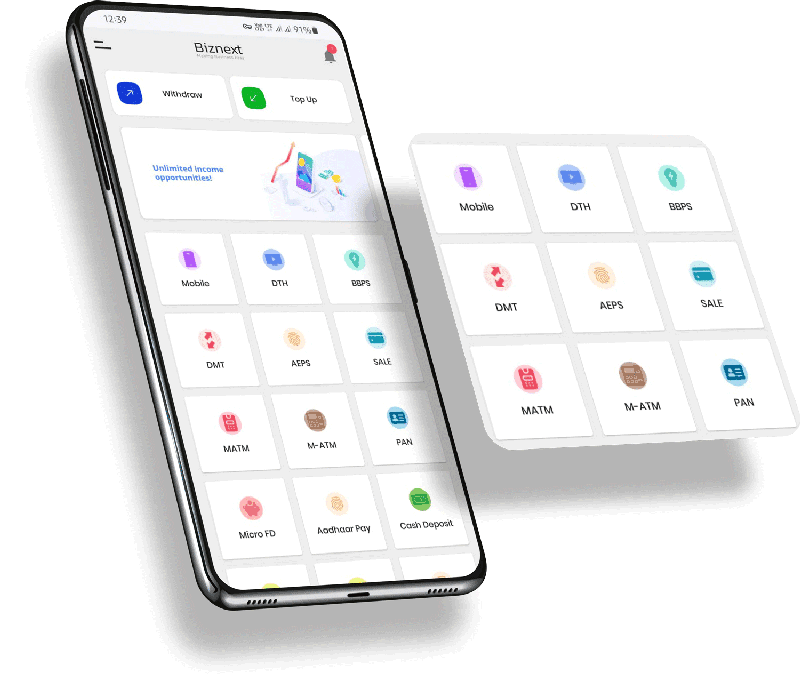 12:39
91%
Biznext
Withdraw
Top Up
Unlimited income
opportunities!
Mobile
DTH
BBPS
DMT
AEPS
SALE
MATM
M-ATM
PAN
Micro FD
Aadhaar Pay
Cash Deposit
Mobile
DTH
BBPS
DMT
AEPS
SALE
MATM
M-ATM
PAN